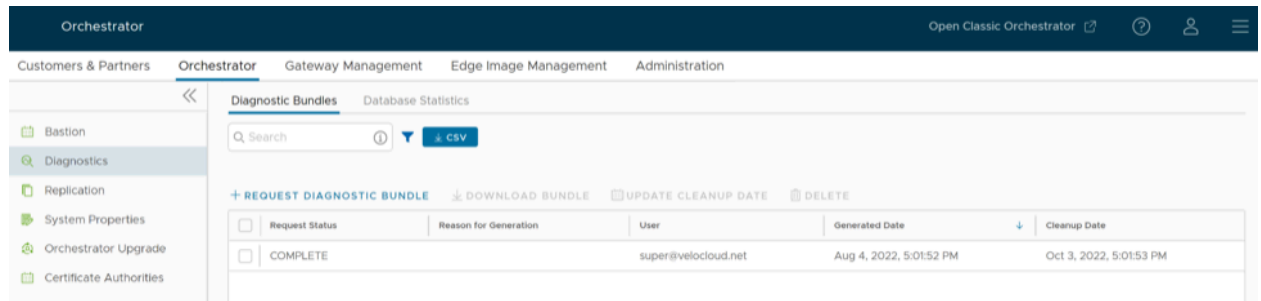 Orchestrator Open Classic Orchestrator
Customers & Partners Orchestrator Gateway Management Edge Image Management Administration
Diagnostic Bundles Database Statistics
Bastion
Search CSV
Diagnostics
Replication
+ REQUEST DIAGNOSTIC BUNDLE DOWNLOAD BUNDLE UPDATE CLEANUP DATE DELETE
System Properties
Request Status Reason for Generation User Generated Date Cleanup Date
Orchestrator Upgrade
COMPLETE super@velocloud.net Aug 4, 2022, 5:01:52 PM Oct 3, 2022, 5:01:53 PM
Certificate Authorities